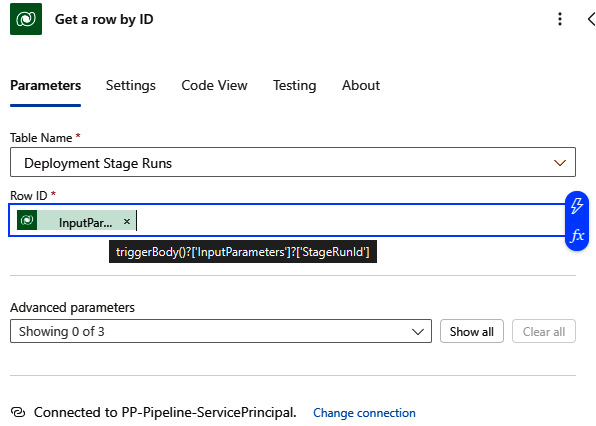 Get a row by ID
Parameters Settings Code View Testing About
Table Name *
Deployment Stage Runs
Row ID *
InputPar... ×
fx
triggerBody()?['InputParameters']?['StageRunId']
Advanced parameters
Showing 0 of 3 Show all Clear all
Connected to PP-Pipeline-ServicePrincipal. Change connection